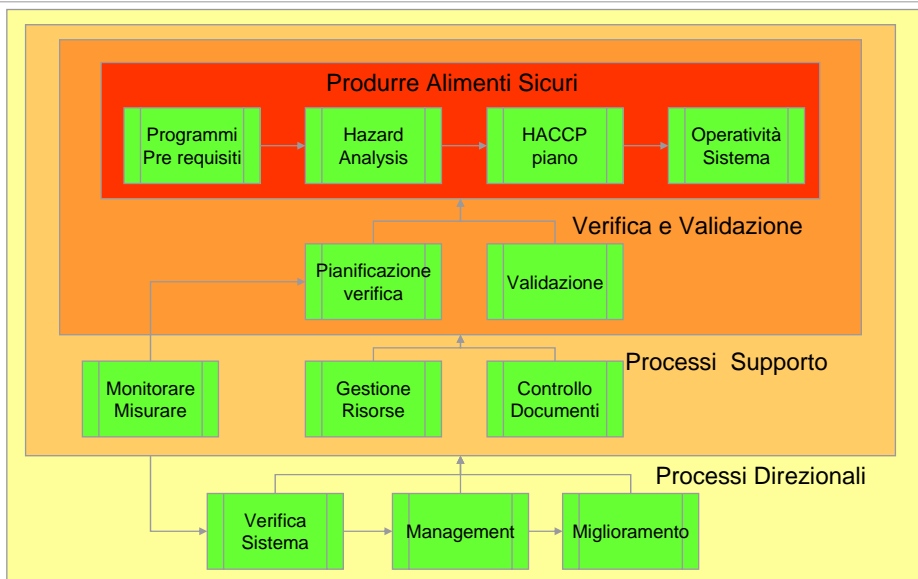 Produrre Alimenti Sicuri
Programmi
Pre requisiti
Hazard
Analysis
HACCP
piano
Operatività
Sistema
Verifica e Validazione
Pianificazione
verifica
Validazione
Processi Supporto
Monitorare
Misurare
Gestione
Risorse
Controllo
Documenti
Processi Direzionali
Verifica
Sistema
Management
Miglioramento